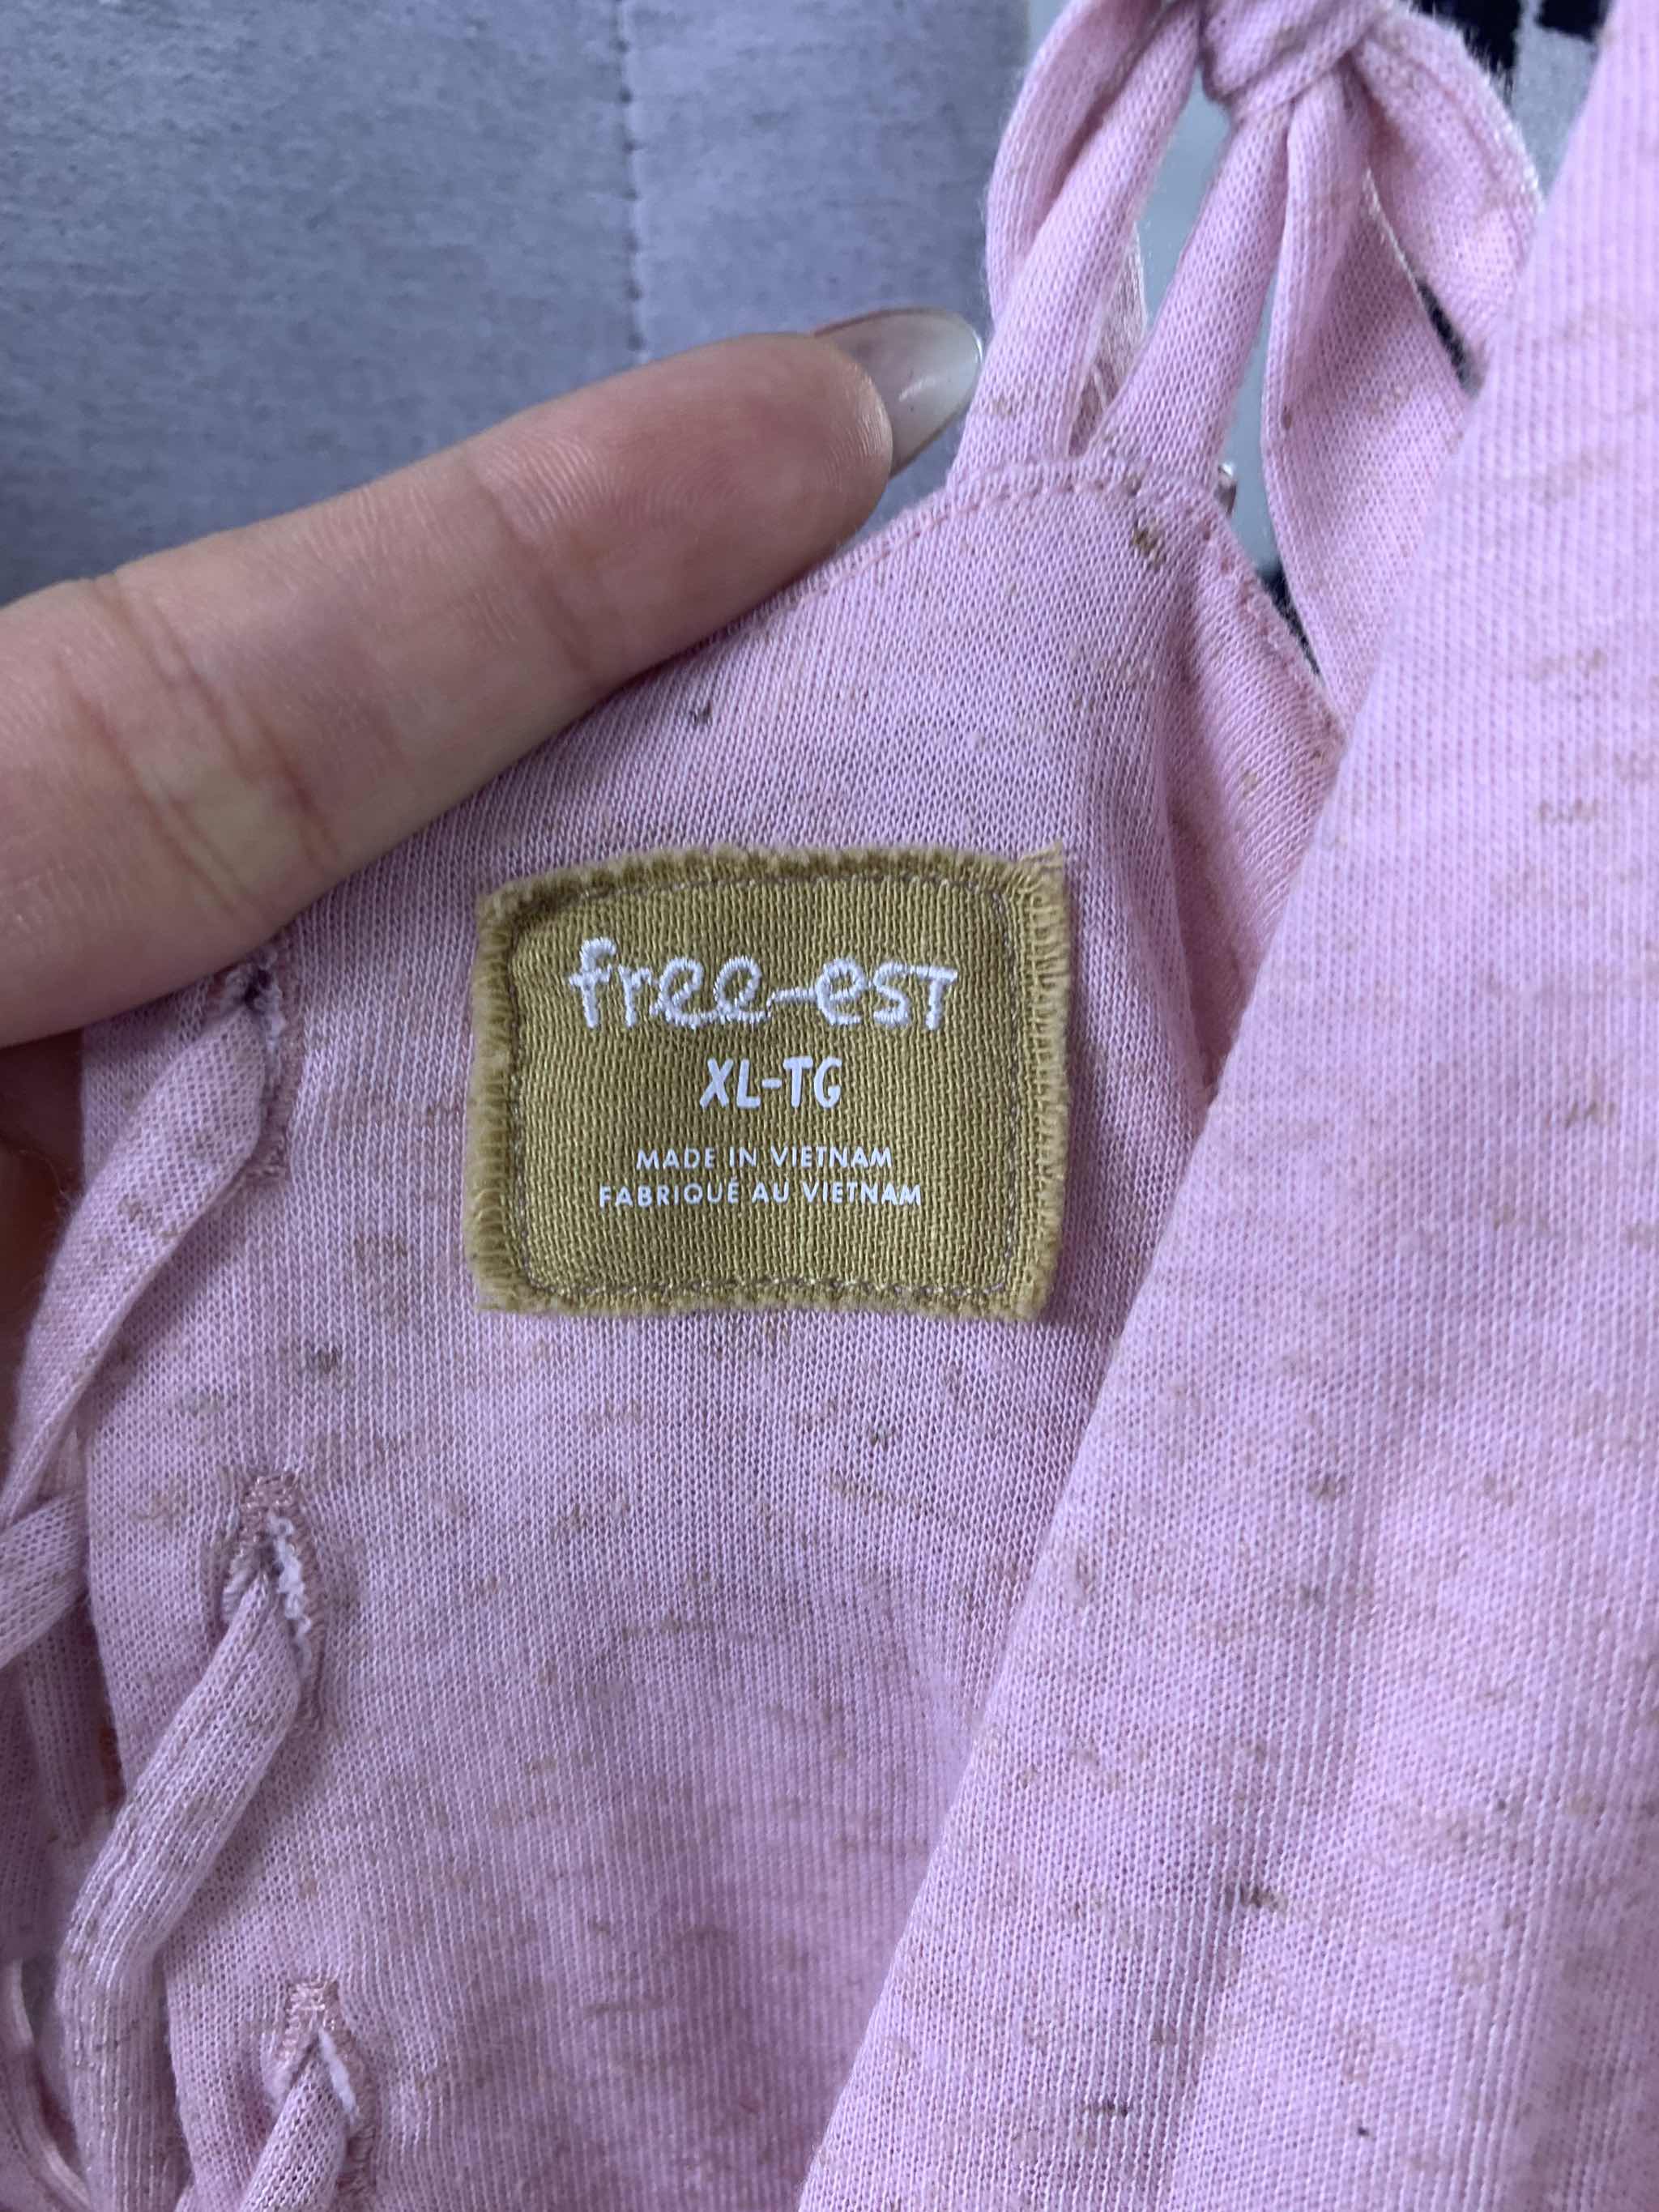 free-est
XL-TG
MADE IN VIETNAM
FABRIQUÉ AU VIETNAM